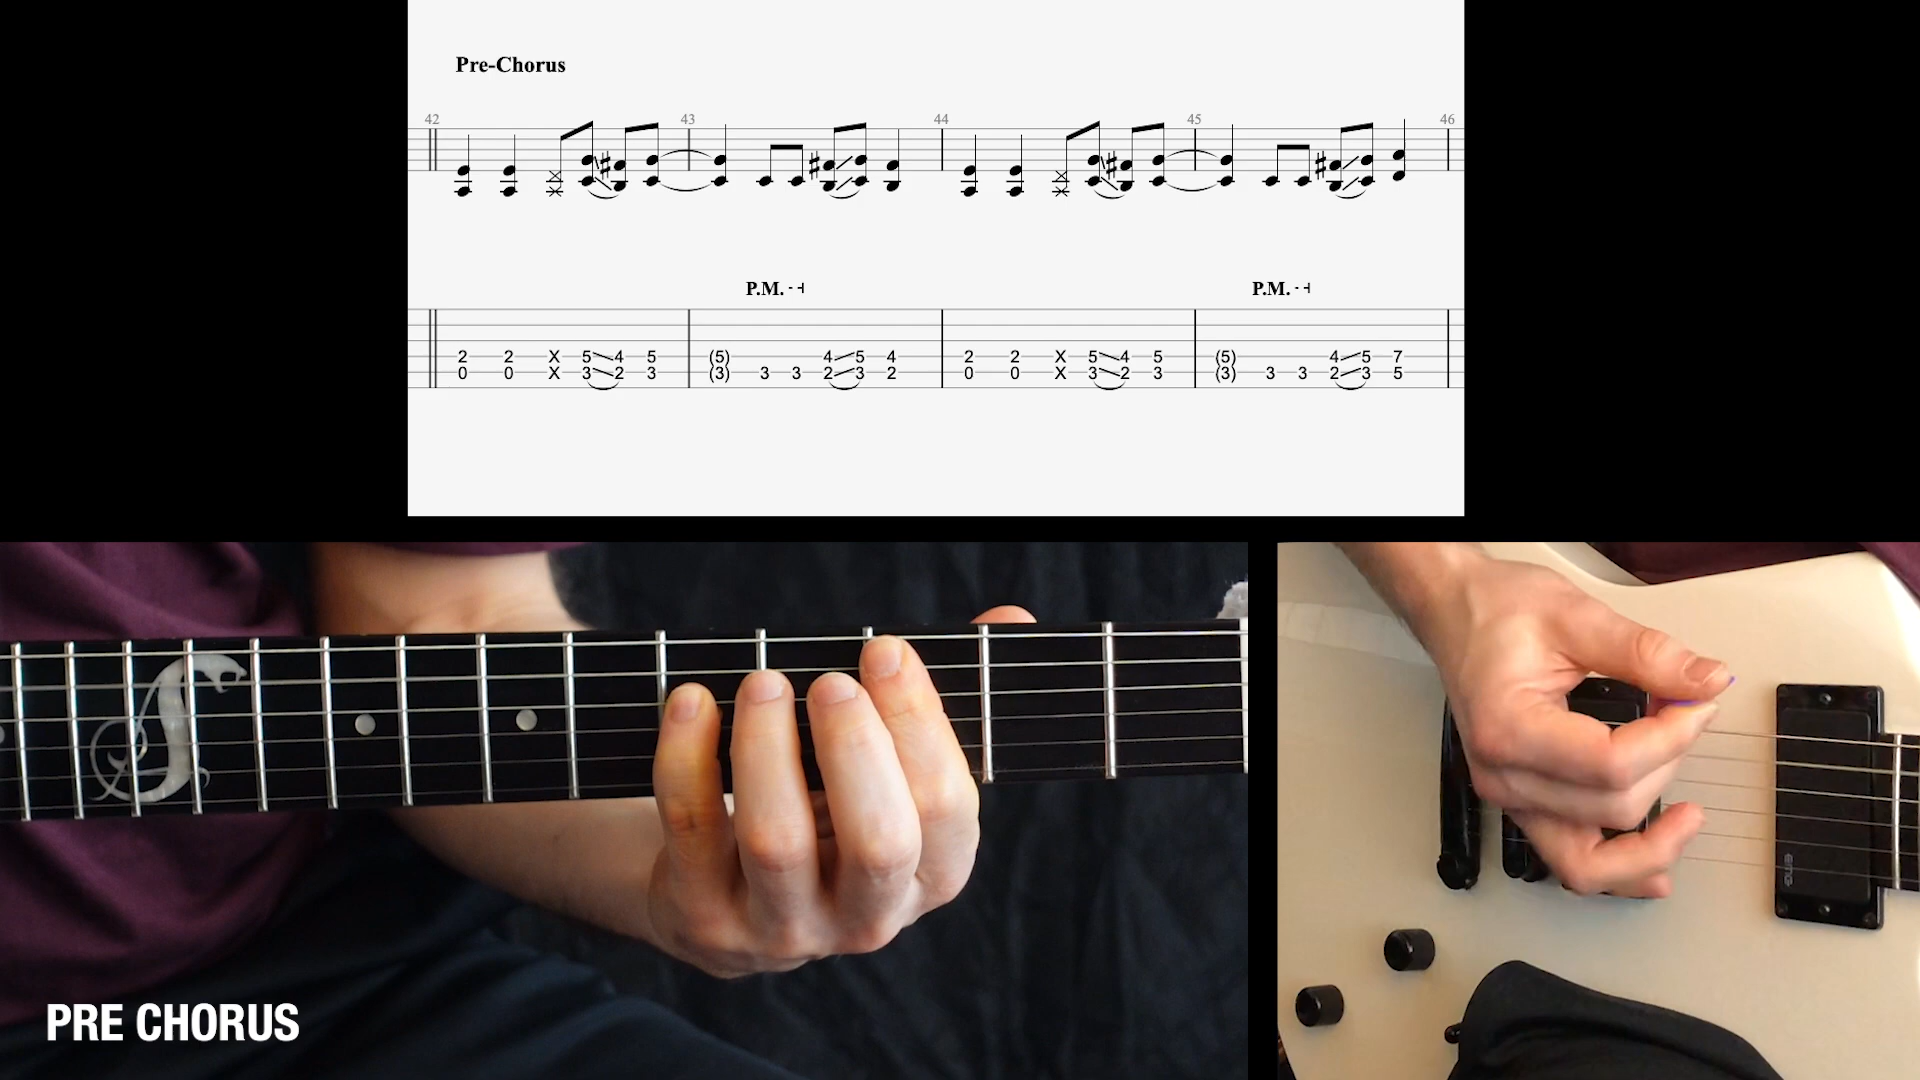 Pre-Chorus
42 43 44 45 46
P.M. P.M.
2 2 X 5 4 5 (5) 4 5 4 2 2 X 5 4 5 (5) 4 5 7
0 0 X 3 2 3 (3) 3 3 2 3 2 0 0 X 3 2 3 (3) 3 3 2 3 5
EMG
PRE CHORUS